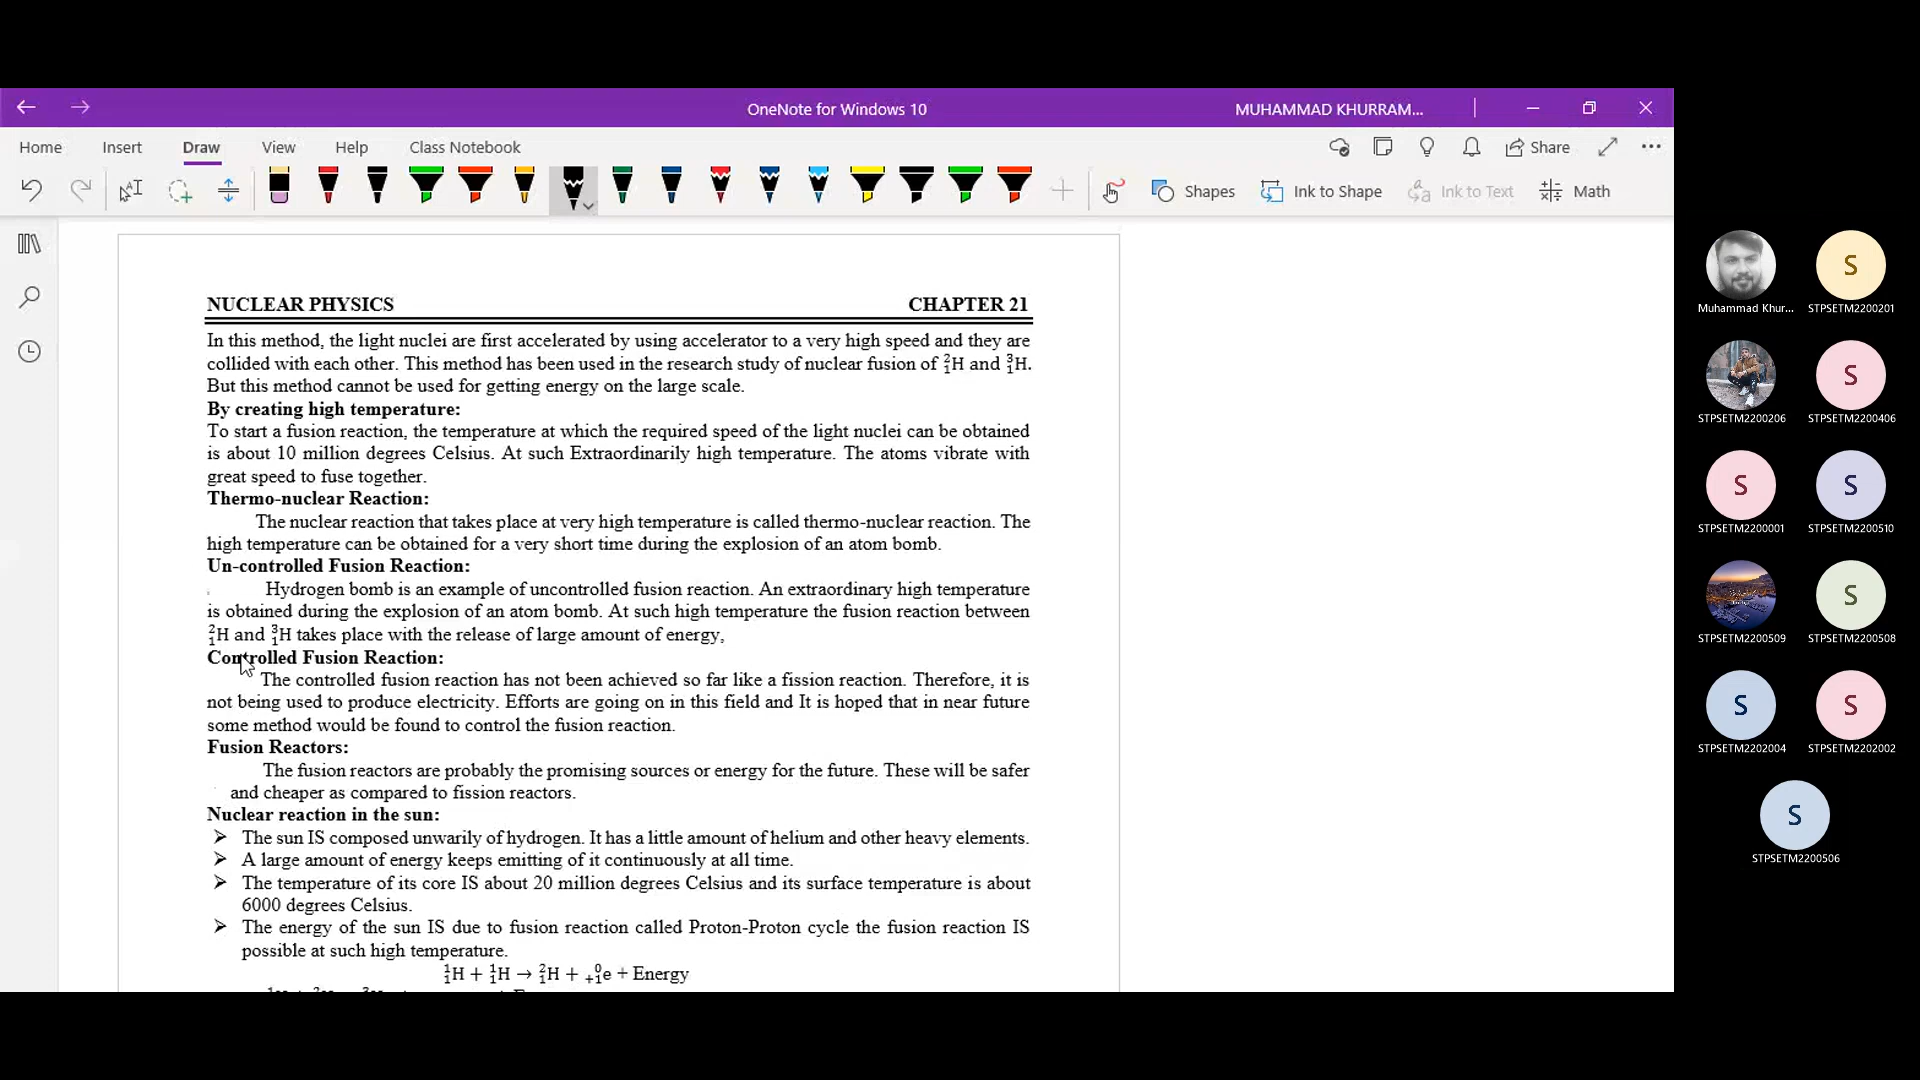 OneNote for Windows 10
MUHAMMAD KHURRAM...
Home Insert Draw View Help Class Notebook
Share
Shapes Ink to Shape Ink to Text Math
NUCLEAR PHYSICS CHAPTER 21
In this method, the light nuclei are first accelerated by using accelerator to a very high speed and they are
collided with each other. This method has been used in the research study of nuclear fusion of ²₁H and ³₁H.
But this method cannot be used for getting energy on the large scale.
By creating high temperature:
To start a fusion reaction, the temperature at which the required speed of the light nuclei can be obtained
is about 10 million degrees Celsius. At such Extraordinarily high temperature. The atoms vibrate with
great speed to fuse together.
Thermo-nuclear Reaction:
The nuclear reaction that takes place at very high temperature is called thermo-nuclear reaction. The
high temperature can be obtained for a very short time during the explosion of an atom bomb.
Un-controlled Fusion Reaction:
Hydrogen bomb is an example of uncontrolled fusion reaction. An extraordinary high temperature
is obtained during the explosion of an atom bomb. At such high temperature the fusion reaction between
²₁H and ³₁H takes place with the release of large amount of energy,
Controlled Fusion Reaction:
The controlled fusion reaction has not been achieved so far like a fission reaction. Therefore, it is
not being used to produce electricity. Efforts are going on in this field and It is hoped that in near future
some method would be found to control the fusion reaction.
Fusion Reactors:
The fusion reactors are probably the promising sources or energy for the future. These will be safer
and cheaper as compared to fission reactors.
Nuclear reaction in the sun:
➢ The sun IS composed unwarily of hydrogen. It has a little amount of helium and other heavy elements.
➢ A large amount of energy keeps emitting of it continuously at all time.
➢ The temperature of its core IS about 20 million degrees Celsius and its surface temperature is about
6000 degrees Celsius.
➢ The energy of the sun IS due to fusion reaction called Proton-Proton cycle the fusion reaction IS
possible at such high temperature.
¹₁H + ¹₁H → ²₁H + ⁰₊₁e + Energy
Muhammad Khur... STPSETM2200201
S
STPSETM2200206 STPSETM2200406
S
STPSETM2200001 STPSETM2200510
S S
STPSETM2200509 STPSETM2200508
S
STPSETM2202004 STPSETM2202002
S S
STPSETM2200506
S